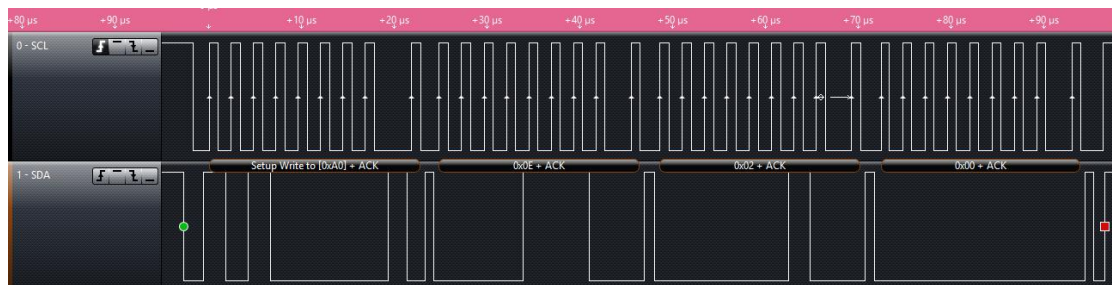 +80 µs +90 µs +10 µs +20 µs +30 µs +40 µs +50 µs +60 µs +70 µs +80 µs +90 µs
0 - SCL
Setup Write to [0xA0] + ACK 0x0E + ACK 0x02 + ACK 0x00 + ACK
1 - SDA